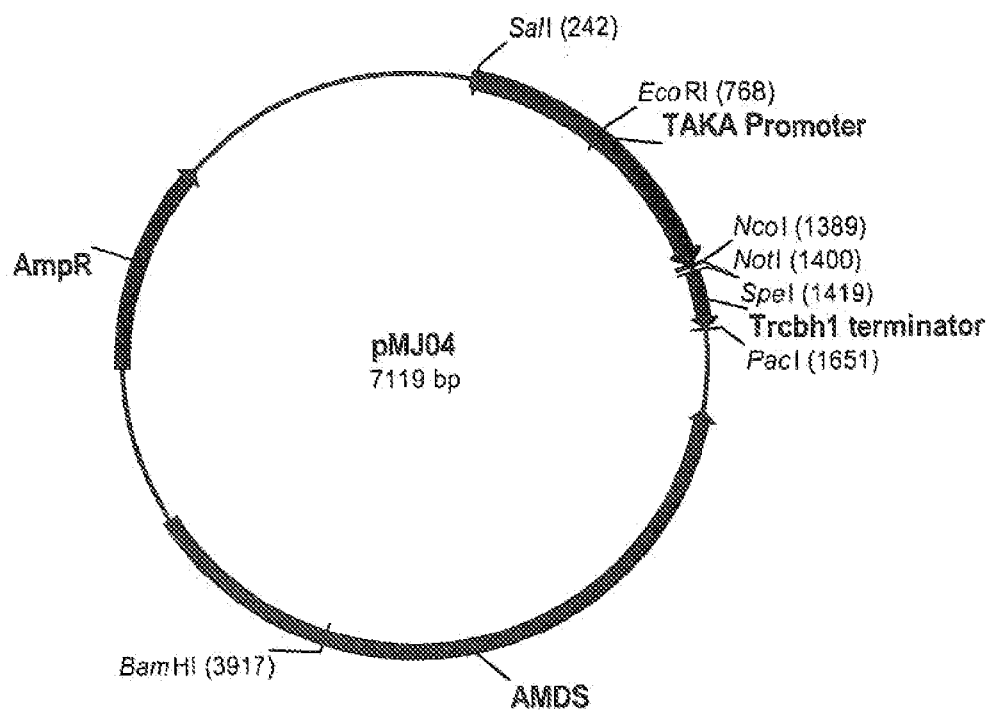 SalI (242)
EcoRI (768)
TAKA Promoter
NcoI (1389)
NotI (1400)
SpeI (1419)
Trcbh1 terminator
PacI (1651)
AmpR
pMJ04
7119 bp
BamHI (3917)
AMDS